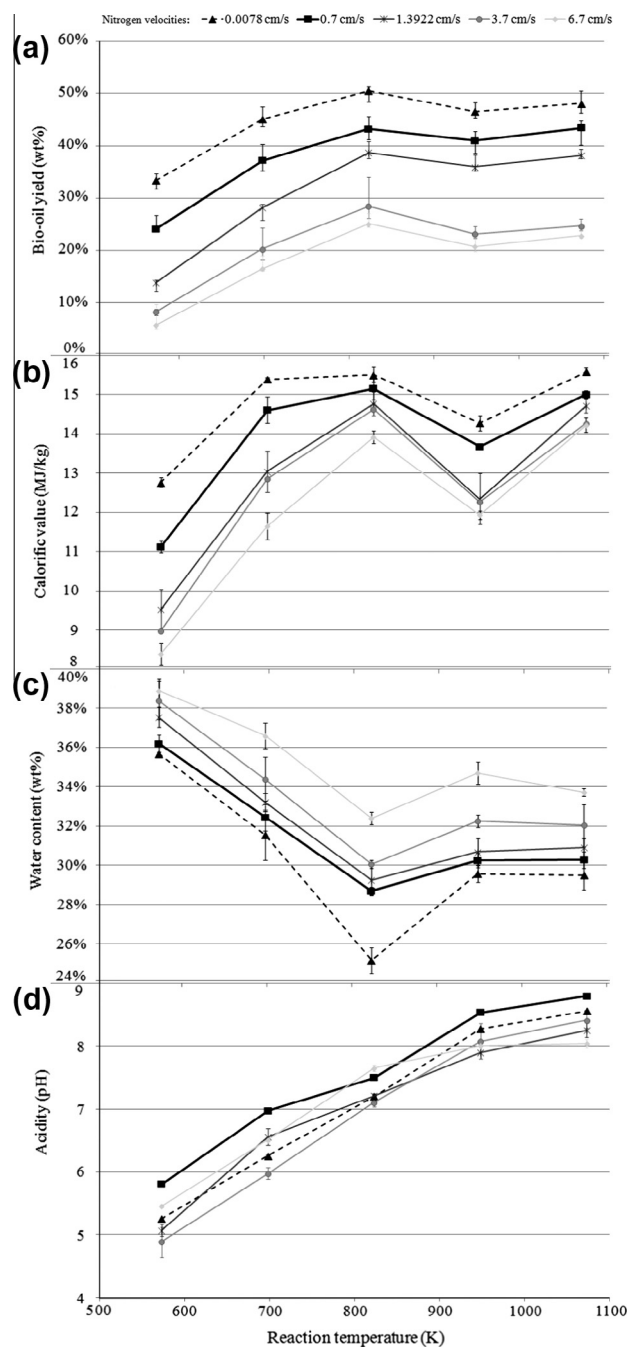 Nitrogen velocities: 0.0078 cm/s 0.7 cm/s 1.3922 cm/s 3.7 cm/s 6.7 cm/s
(a)
60%
50%
40%
30%
20%
10%
0%
Bio-oil yield (wt%)
(b)
16
15
14
13
12
11
10
9
8
Calorific value (MJ/kg)
(c)
40%
38%
36%
34%
32%
30%
28%
26%
24%
Water content (wt%)
(d)
9
8
7
6
5
4
Acidity (pH)
500 600 700 800 900 1000 1100
Reaction temperature (K)